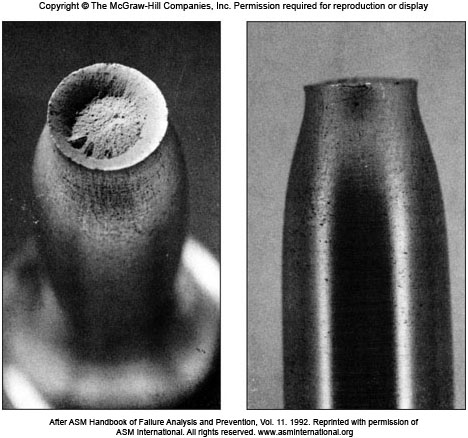 Copyright © The McGraw-Hill Companies, Inc. Permission required for reproduction or display
After ASM Handbook of Failure Analysis and Prevention, Vol. 11. 1992. Reprinted with permission of
ASM International. All rights reserved. www.asminternational.org